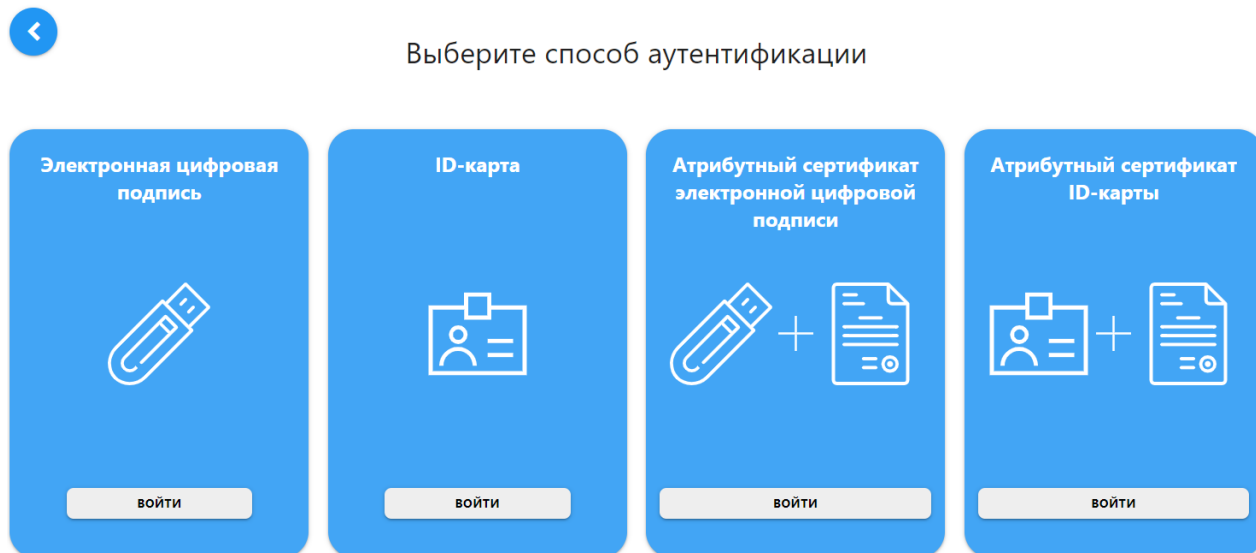 Выберите способ аутентификации
Электронная цифровая
подпись
ВОЙТИ
ID-карта
ВОЙТИ
Атрибутный сертификат
электронной цифровой
подписи
ВОЙТИ
Атрибутный сертификат
ID-карты
ВОЙТИ